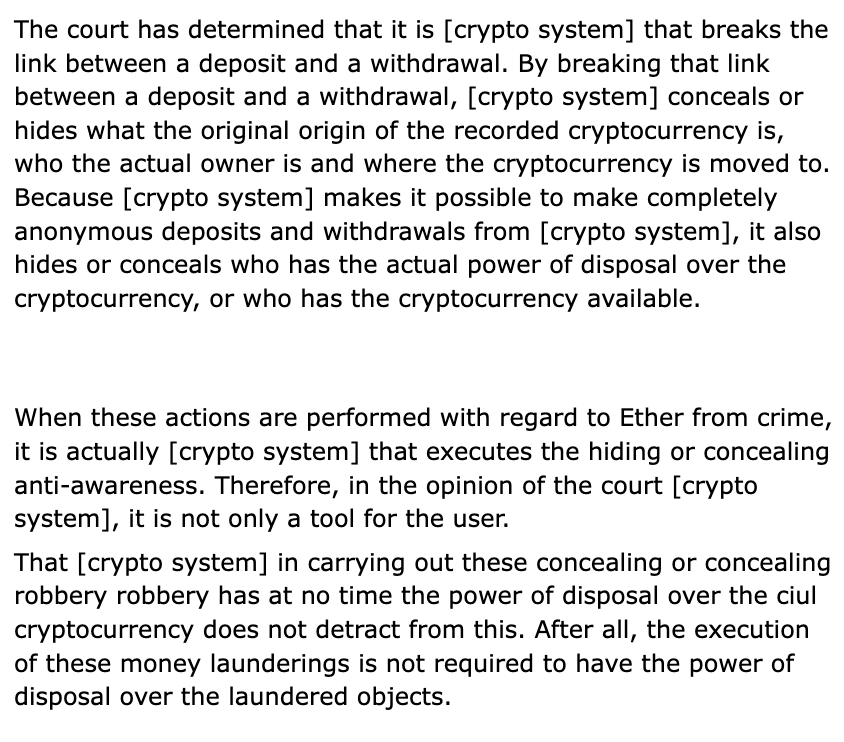 The court has determined that it is [crypto system] that breaks the
link between a deposit and a withdrawal. By breaking that link
between a deposit and a withdrawal, [crypto system] conceals or
hides what the original origin of the recorded cryptocurrency is,
who the actual owner is and where the cryptocurrency is moved to.
Because [crypto system] makes it possible to make completely
anonymous deposits and withdrawals from [crypto system], it also
hides or conceals who has the actual power of disposal over the
cryptocurrency, or who has the cryptocurrency available.
When these actions are performed with regard to Ether from crime,
it is actually [crypto system] that executes the hiding or concealing
anti-awareness. Therefore, in the opinion of the court [crypto
system], it is not only a tool for the user.
That [crypto system] in carrying out these concealing or concealing
robbery robbery has at no time the power of disposal over the ciul
cryptocurrency does not detract from this. After all, the execution
of these money launderings is not required to have the power of
disposal over the laundered objects.